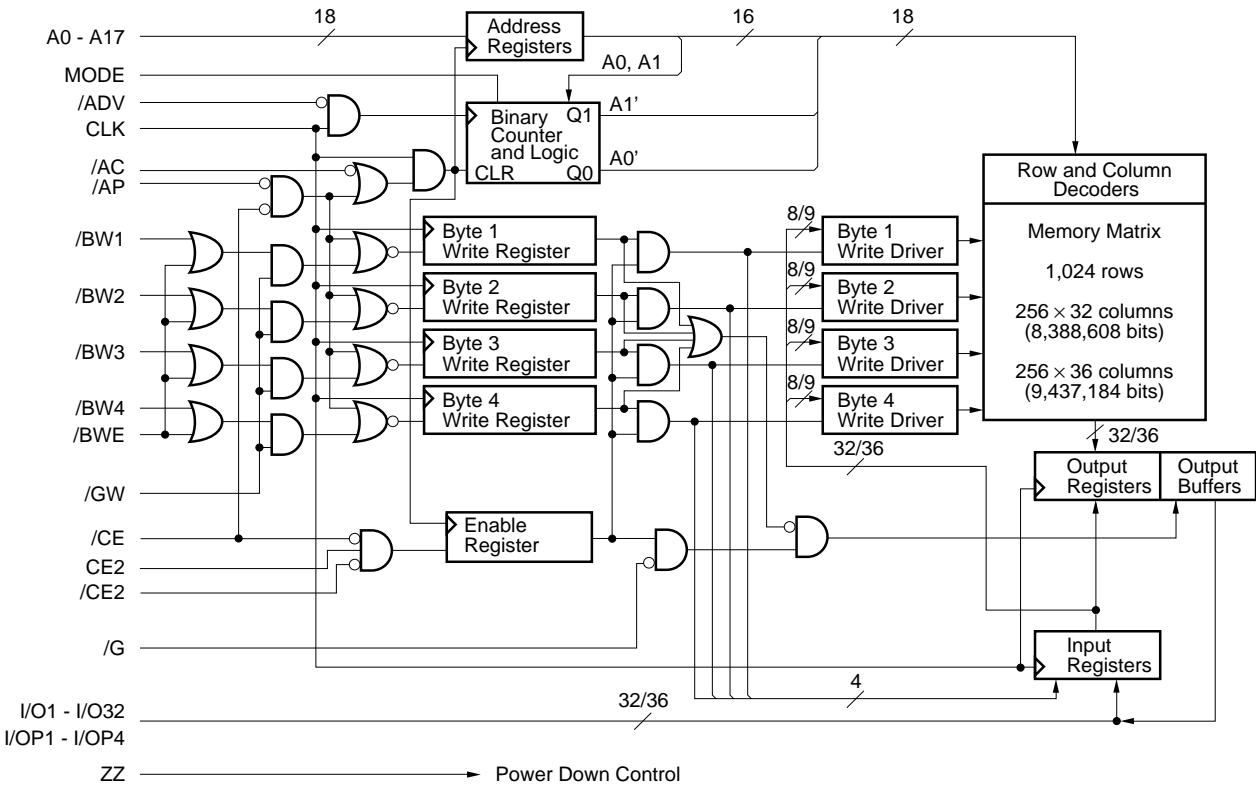 18
16
18
A0 - A17
Address
Registers
MODE
A0, A1
/ADV
CLK
Binary
Counter
and Logic
Q1
CLR
Q0
A1’
A0’
/AC
/AP
Row and Column
Decoders
/BW1
Byte 1
Write Register
8/9
Byte 1
Write Driver
Memory Matrix
1,024 rows
/BW2
Byte 2
Write Register
8/9
Byte 2
Write Driver
256 × 32 columns
(8,388,608 bits)
/BW3
Byte 3
Write Register
8/9
Byte 3
Write Driver
256 × 36 columns
(9,437,184 bits)
/BW4
/BWE
Byte 4
Write Register
8/9
Byte 4
Write Driver
32/36
32/36
Output
Registers
Output
Buffers
/GW
/CE
Enable
Register
CE2
/CE2
/G
Input
Registers
4
32/36
I/O1 - I/O32
I/OP1 - I/OP4
ZZ
Power Down Control